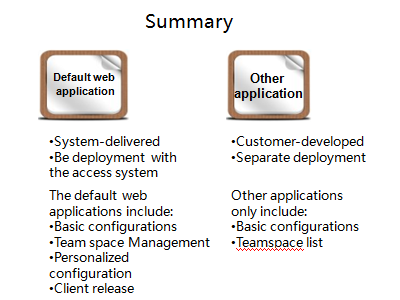 Summary
Default web
application
Other
application
•System-delivered
•Be deployment with
the access system
The default web
applications include:
•Basic configurations
•Team space Management
•Personalized
configuration
•Client release
•Customer-developed
•Separate deployment
Other applications
only include:
•Basic configurations
•Teamspace list